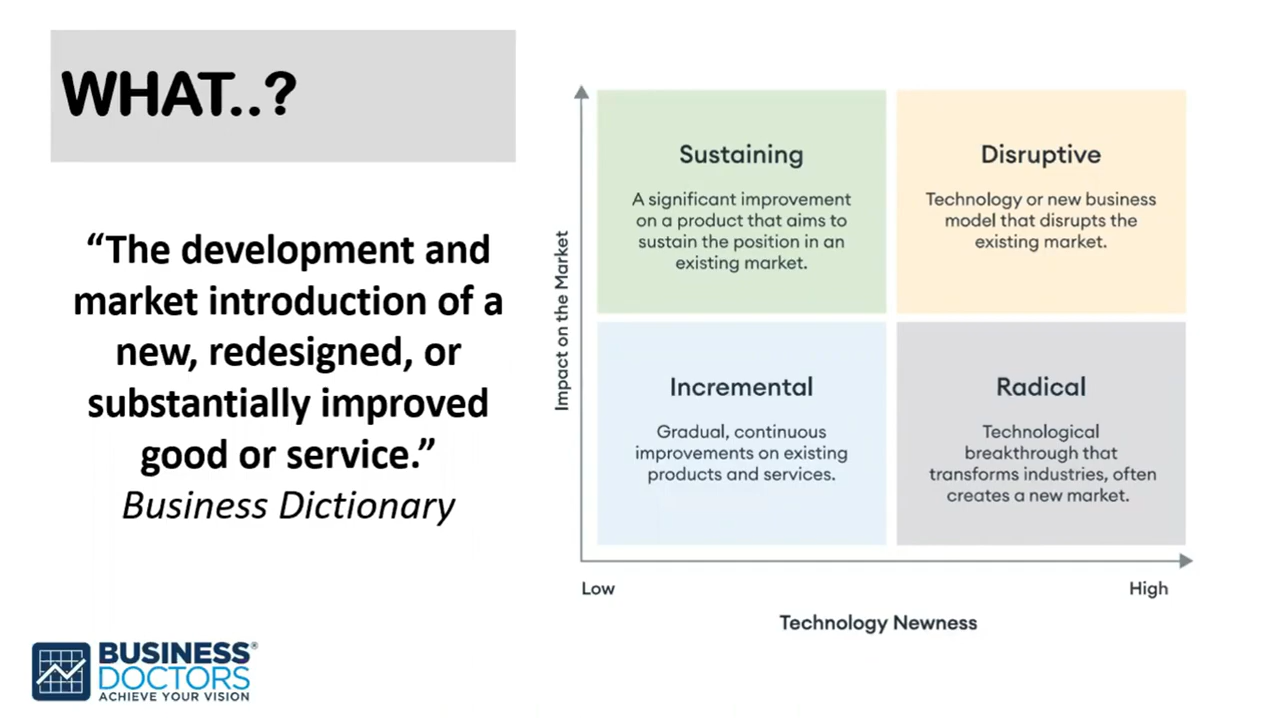 WHAT..?
“The development and
market introduction of a
new, redesigned, or
substantially improved
good or service.”
Business Dictionary
Impact on the Market
Sustaining
A significant improvement
on a product that aims to
sustain the position in an
existing market.
Disruptive
Technology or new business
model that disrupts the
existing market.
Incremental
Gradual, continuous
improvements on existing
products and services.
Radical
Technological
breakthrough that
transforms industries, often
creates a new market.
Low
High
Technology Newness
BUSINESS®
DOCTORS
ACHIEVE YOUR VISION